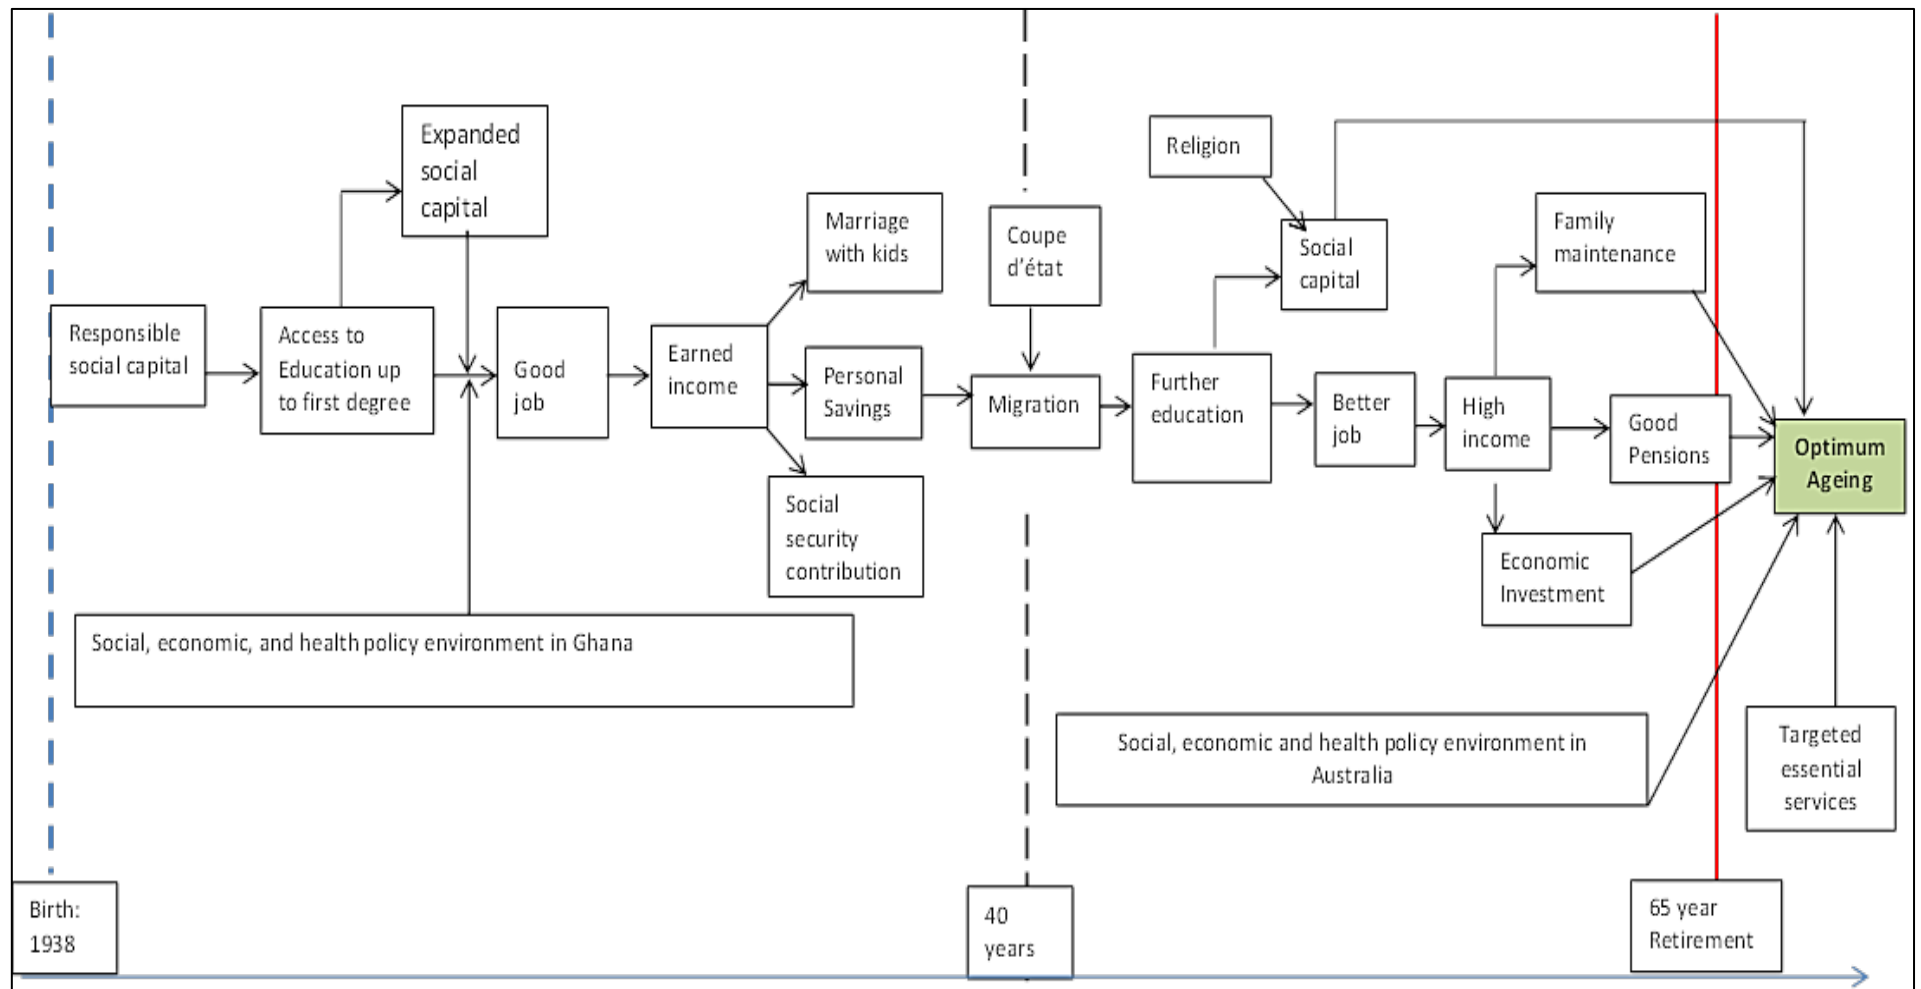 Expanded
social
capital
Religion
Marriage
with kids
Coupe
d'état
Social
capital
Family
maintenance
Responsible
social capital
Access to
Education up
to first degree
Good
job
Earned
income
Personal
Savings
Migration
Further
education
Better
job
High
income
Good
Pensions
Optimum
Ageing
Social
security
contribution
Economic
Investment
Social, economic, and health policy environment in Ghana
Social, economic and health policy environment in
Australia
Targeted
essential
services
Birth:
1938
40
years
65 year
Retirement